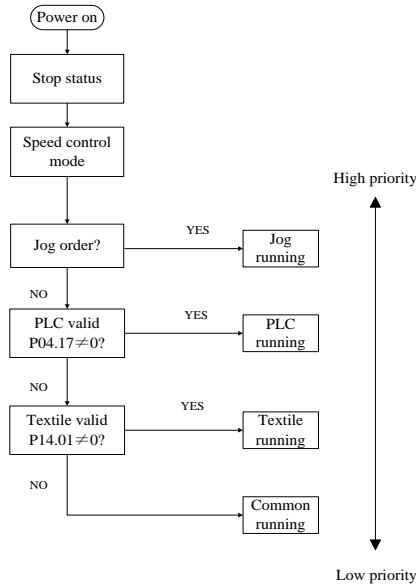 Power on
Stop status
Speed control
mode
High priority
YES
Jog order?
Jog
running
NO
YES
PLC valid
P04.17≠0?
PLC
running
NO
YES
Textile valid
P14.01≠0?
Textile
running
NO
Common
running
Low priority